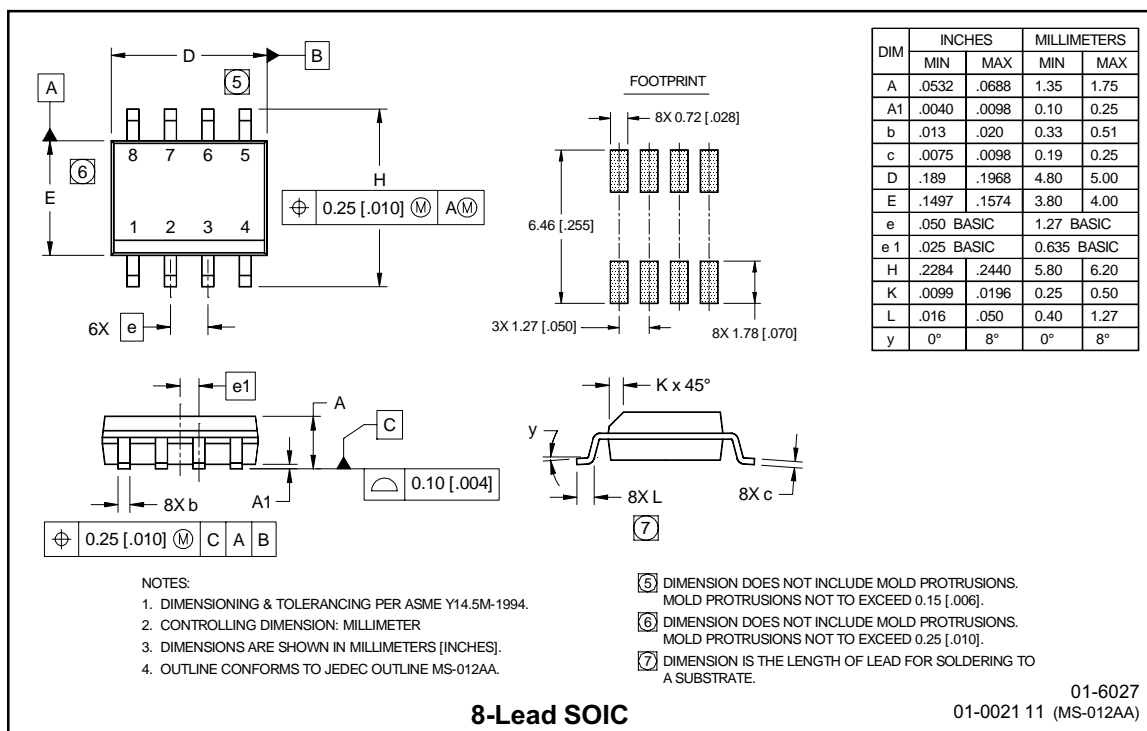 D
B
5
A
8 7 6 5
6
E
H
⌖ 0.25 [.010] Ⓜ AⓂ
1 2 3 4
6X e
FOOTPRINT
8X 0.72 [.028]
6.46 [.255]
3X 1.27 [.050]
8X 1.78 [.070]
DIM INCHES MILLIMETERS
MIN MAX MIN MAX
A .0532 .0688 1.35 1.75
A1 .0040 .0098 0.10 0.25
b .013 .020 0.33 0.51
c .0075 .0098 0.19 0.25
D .189 .1968 4.80 5.00
E .1497 .1574 3.80 4.00
e .050 BASIC 1.27 BASIC
e 1 .025 BASIC 0.635 BASIC
H .2284 .2440 5.80 6.20
K .0099 .0196 0.25 0.50
L .016 .050 0.40 1.27
y 0° 8° 0° 8°
e1
A
C
⌓ 0.10 [.004]
8X b
A1
⌖ 0.25 [.010] Ⓜ C A B
K x 45°
y
8X L
8X c
7
NOTES:
1. DIMENSIONING & TOLERANCING PER ASME Y14.5M-1994.
2. CONTROLLING DIMENSION: MILLIMETER
3. DIMENSIONS ARE SHOWN IN MILLIMETERS [INCHES].
4. OUTLINE CONFORMS TO JEDEC OUTLINE MS-012AA.
5 DIMENSION DOES NOT INCLUDE MOLD PROTRUSIONS.
MOLD PROTRUSIONS NOT TO EXCEED 0.15 [.006].
6 DIMENSION DOES NOT INCLUDE MOLD PROTRUSIONS.
MOLD PROTRUSIONS NOT TO EXCEED 0.25 [.010].
7 DIMENSION IS THE LENGTH OF LEAD FOR SOLDERING TO
A SUBSTRATE.
8-Lead SOIC
01-6027
01-0021 11 (MS-012AA)